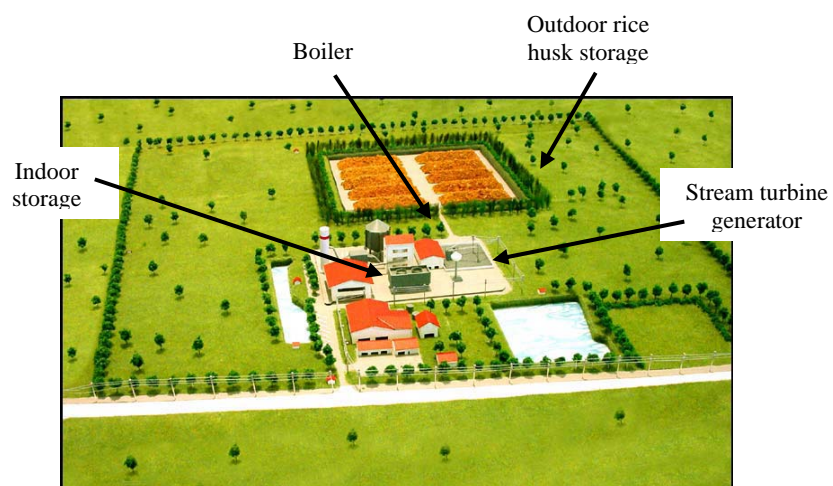 Outdoor rice
husk storage
Boiler
Indoor
storage
Stream turbine
generator